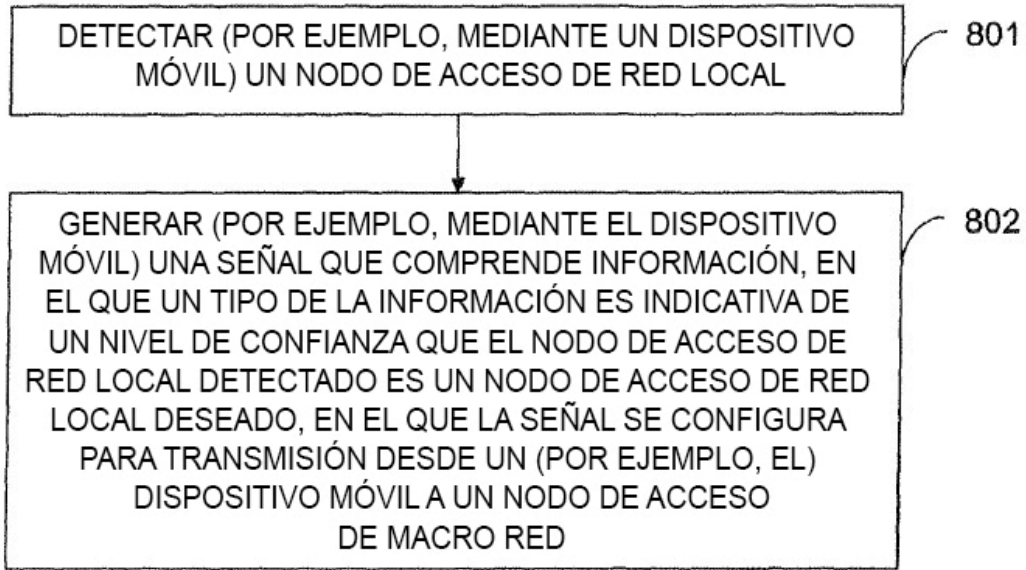 DETECTAR (POR EJEMPLO, MEDIANTE UN DISPOSITIVO
MÓVIL) UN NODO DE ACCESO DE RED LOCAL
801
GENERAR (POR EJEMPLO, MEDIANTE EL DISPOSITIVO
MÓVIL) UNA SEÑAL QUE COMPRENDE INFORMACIÓN, EN
EL QUE UN TIPO DE LA INFORMACIÓN ES INDICATIVA DE
UN NIVEL DE CONFIANZA QUE EL NODO DE ACCESO DE
RED LOCAL DETECTADO ES UN NODO DE ACCESO DE RED
LOCAL DESEADO, EN EL QUE LA SEÑAL SE CONFIGURA
PARA TRANSMISIÓN DESDE UN (POR EJEMPLO, EL)
DISPOSITIVO MÓVIL A UN NODO DE ACCESO
DE MACRO RED
802